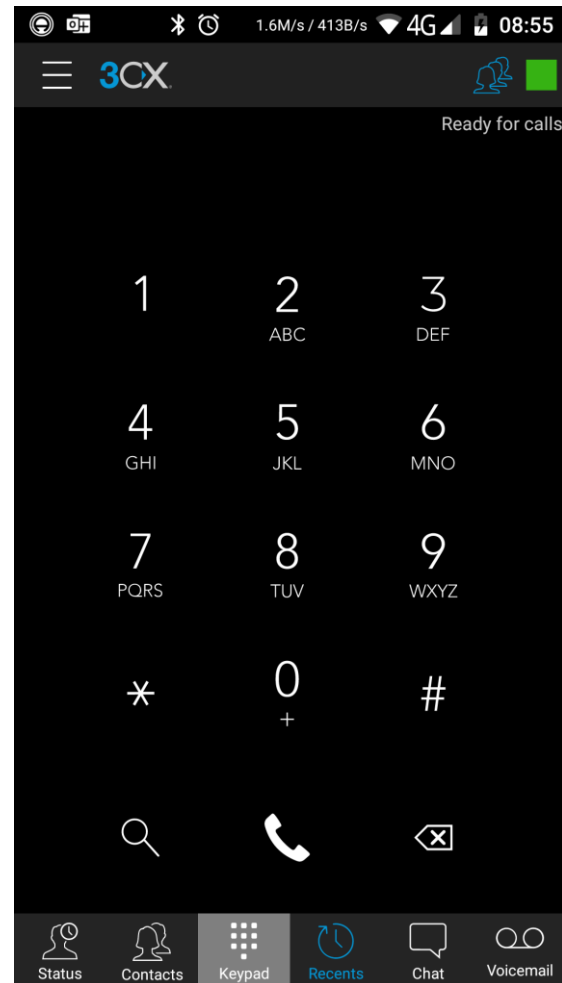 1.6M/s / 413B/s 4G 08:55
3CX.
Ready for calls
1 2 3
ABC DEF
4 5 6
GHI JKL MNO
7 8 9
PQRS TUV WXYZ
* 0 #
+
Status Contacts Keypad Recents Chat Voicemail